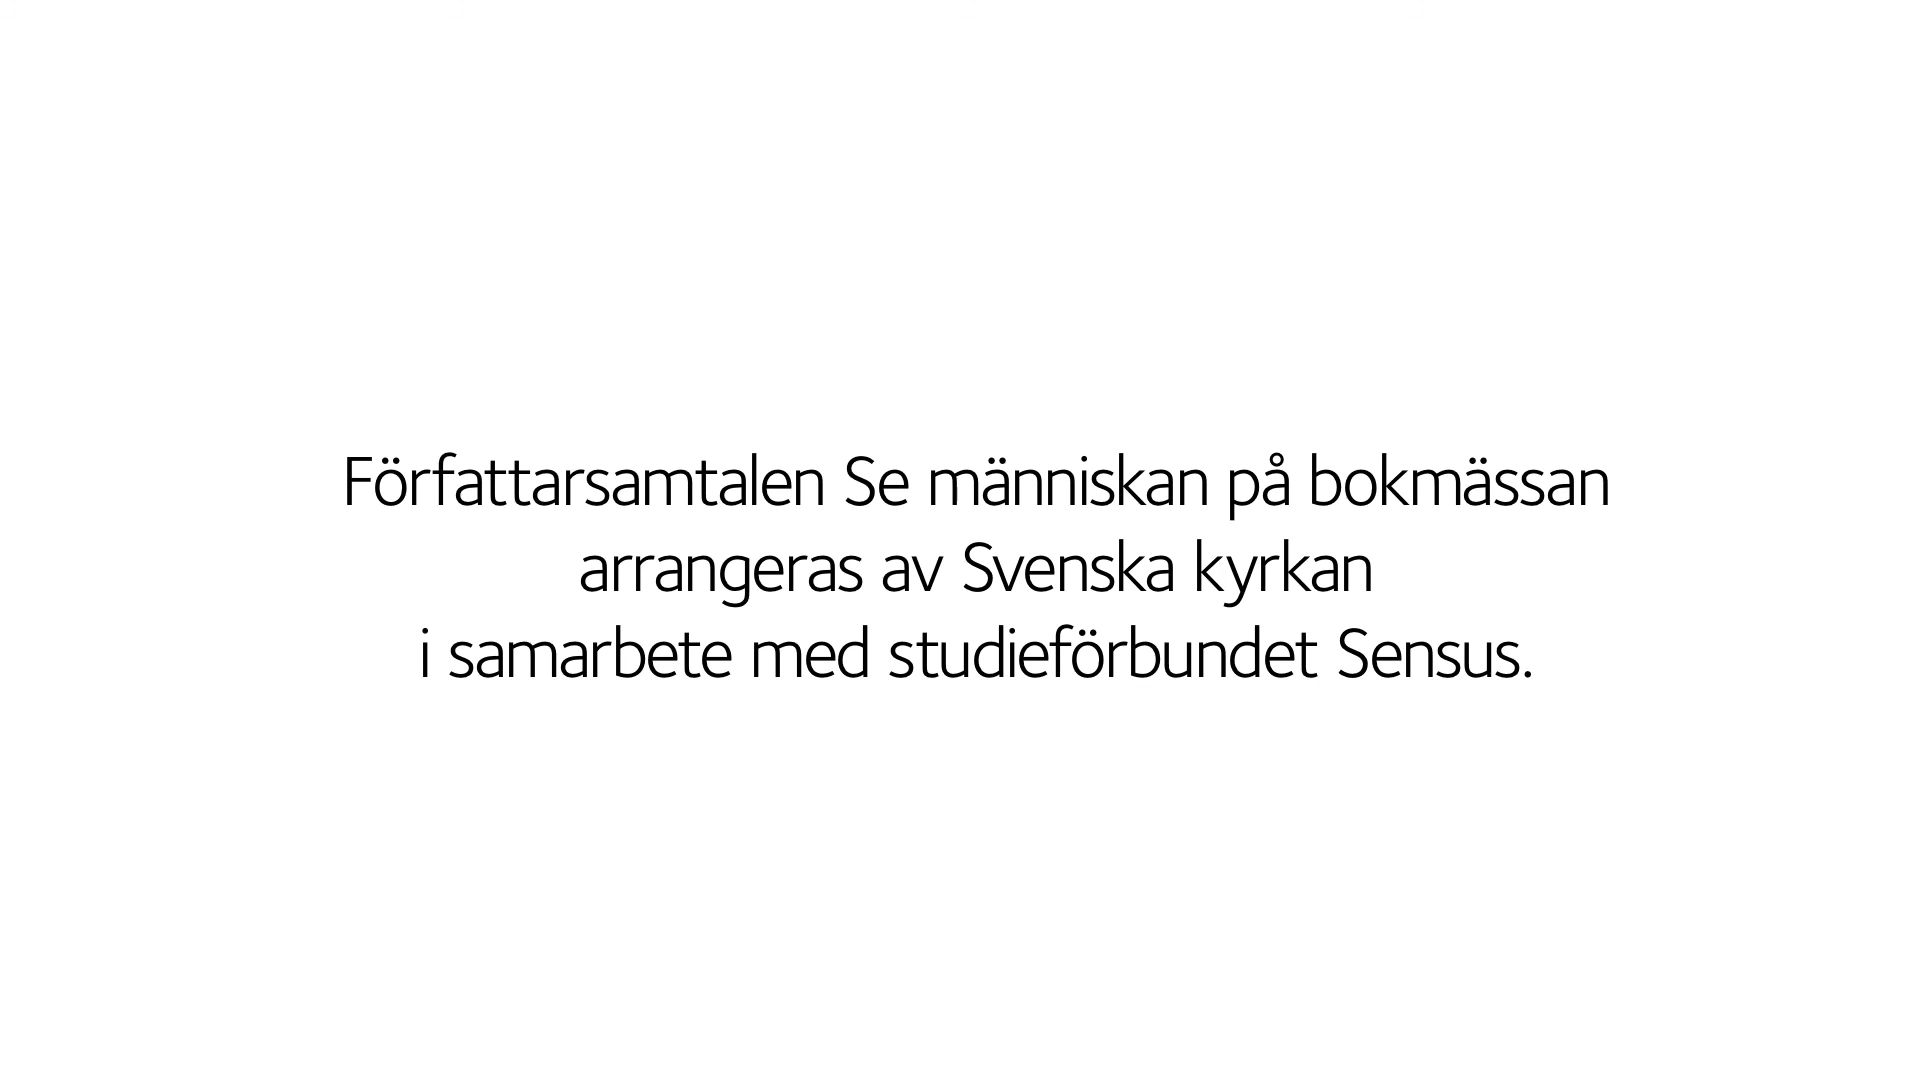 Författarsamtalen Se människan på bokmässan
arrangeras av Svenska kyrkan
i samarbete med studieförbundet Sensus.